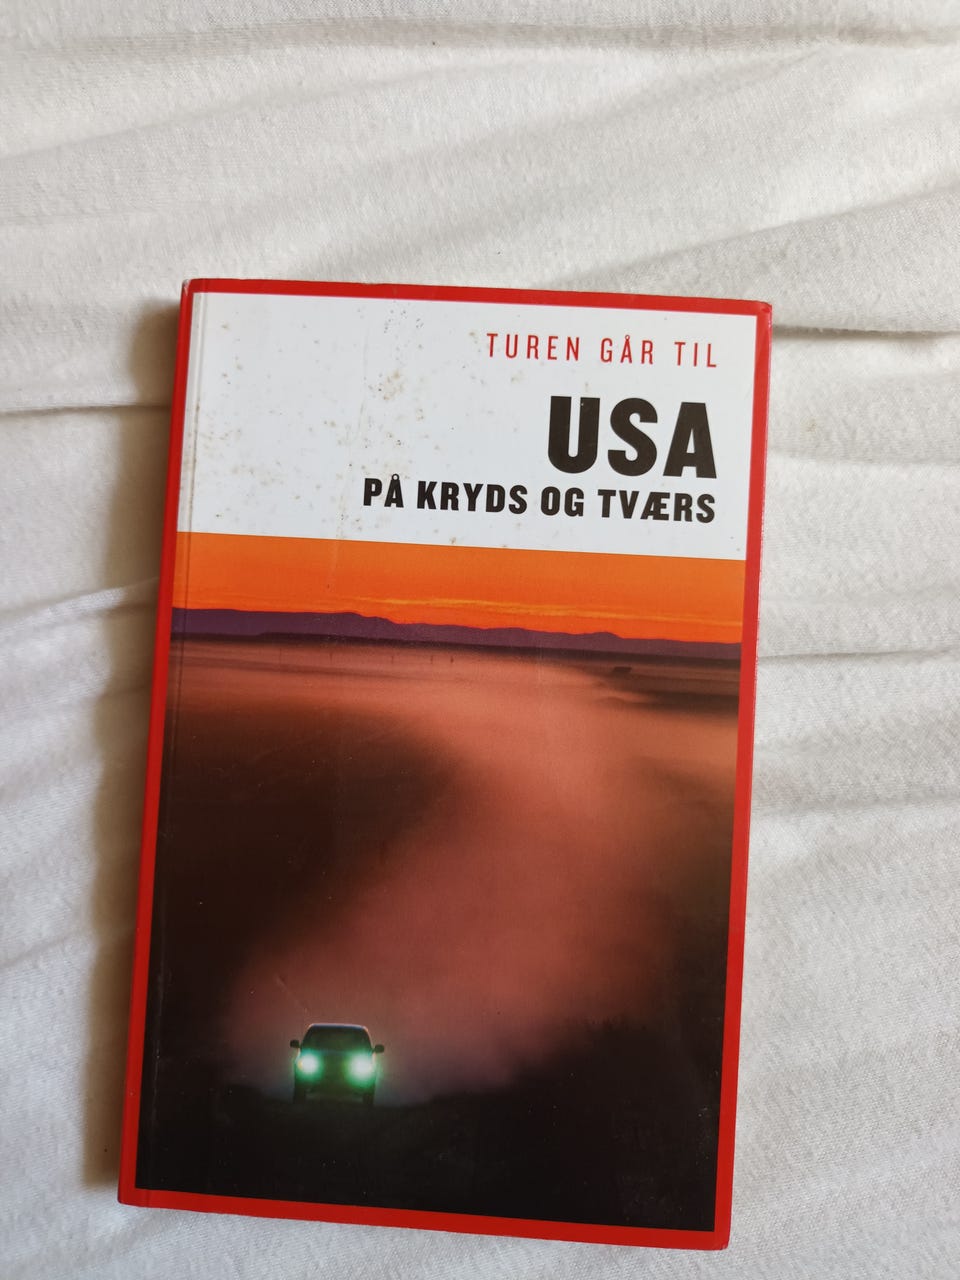 TUREN GÅR TIL
USA
PÅ KRYDS OG TVÆRS